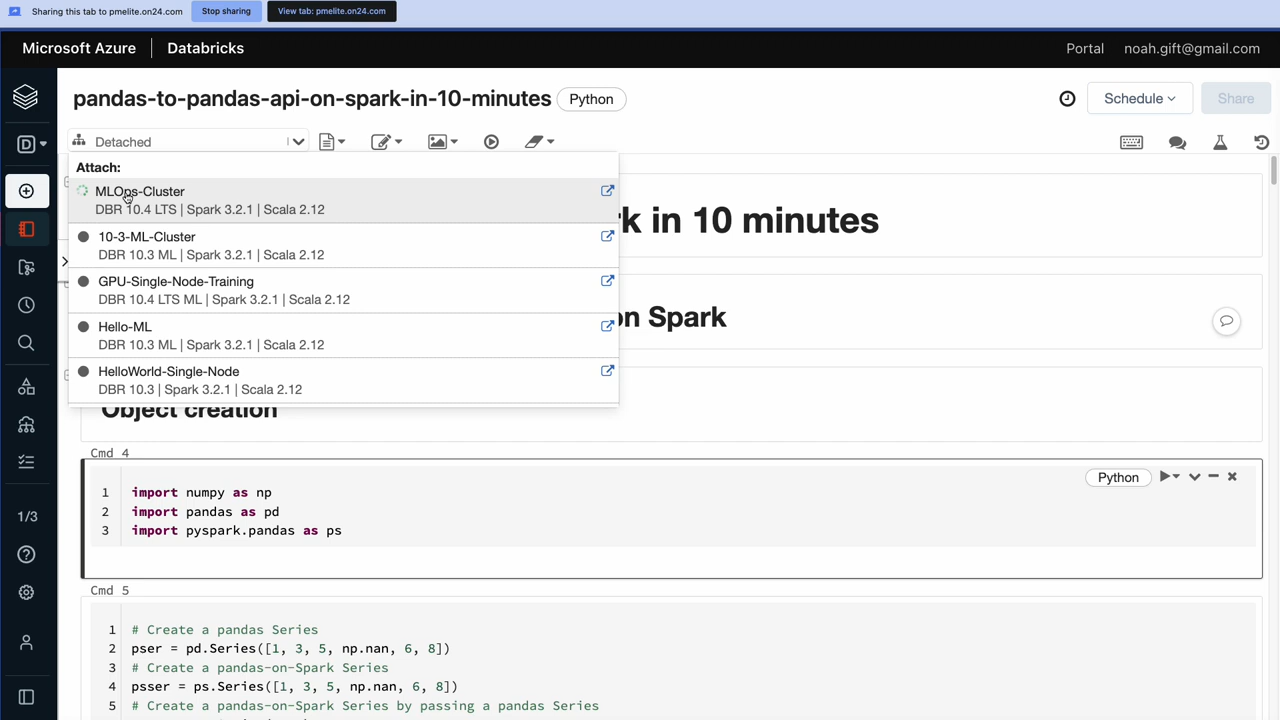 Sharing this tab to pmelite.on24.com Stop sharing View tab: pmelite.on24.com
Microsoft Azure Databricks Portal noah.gift@gmail.com
pandas-to-pandas-api-on-spark-in-10-minutes Python Schedule Share
D Detached
Attach:
MLOps-Cluster
DBR 10.4 LTS | Spark 3.2.1 | Scala 2.12
k in 10 minutes
10-3-ML-Cluster
DBR 10.3 ML | Spark 3.2.1 | Scala 2.12
GPU-Single-Node-Training
DBR 10.4 LTS ML | Spark 3.2.1 | Scala 2.12
on Spark
Hello-ML
DBR 10.3 ML | Spark 3.2.1 | Scala 2.12
HelloWorld-Single-Node
DBR 10.3 | Spark 3.2.1 | Scala 2.12
Object creation
Cmd 4
Python
1 import numpy as np
2 import pandas as pd
3 import pyspark.pandas as ps
1/3
Cmd 5
1 # Create a pandas Series
2 pser = pd.Series([1, 3, 5, np.nan, 6, 8])
3 # Create a pandas-on-Spark Series
4 psser = ps.Series([1, 3, 5, np.nan, 6, 8])
5 # Create a pandas-on-Spark Series by passing a pandas Series